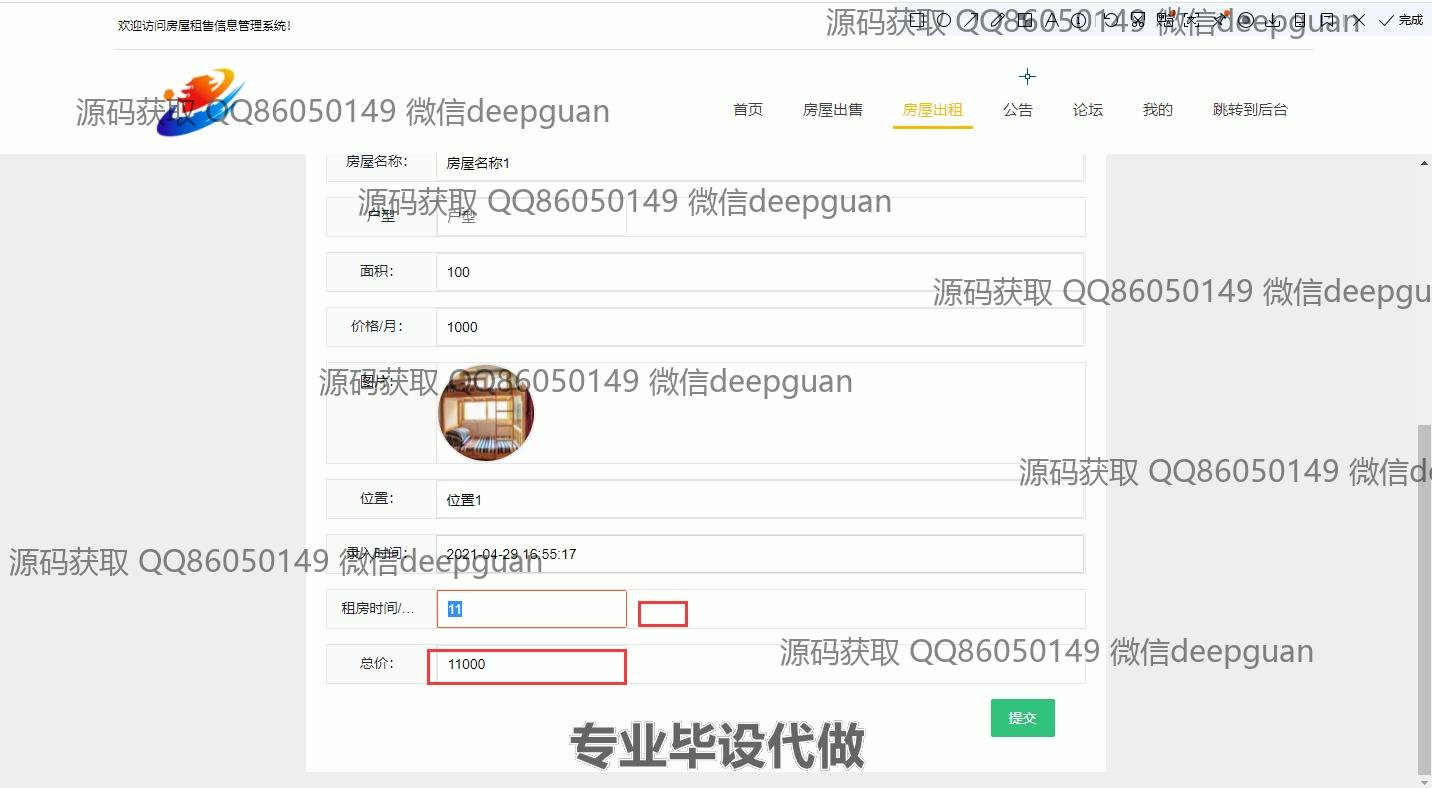 欢迎访问房屋租售信息管理系统!
完成
源码获取 QQ86050149 微信deepguan
源码获取 QQ86050149 微信deepguan
首页 房屋出售 房屋出租 公告 论坛 我的 跳转到后台
房屋名称: 房屋名称1
源码获取 QQ86050149 微信deepguan
户型 户型
面积: 100
源码获取 QQ86050149 微信deepgu
价格/月: 1000
图片:
源码获取 QQ86050149 微信deepguan
源码获取 QQ86050149 微信de
位置: 位置1
录入时间: 2021-04-29 16:55:17
源码获取 QQ86050149 微信deepguan
租房时间/... 11
源码获取 QQ86050149 微信deepguan
总价: 11000
提交
专业毕设代做